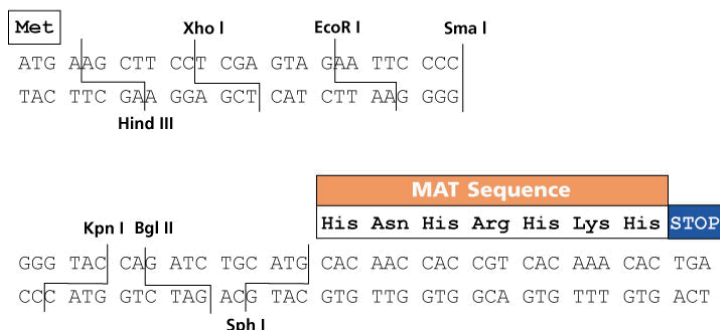 Met
Xho I EcoR I Sma I
ATG AAG CTT CCT CGA GTA GAA TTC CCC
TAC TTC GAA GGA GCT CAT CTT AAG GGG
Hind III
MAT Sequence
Kpn I Bgl II His Asn His Arg His Lys His STOP
GGG TAC CAG ATC TGC ATG CAC AAC CAC CGT CAC AAA CAC TGA
CCC ATG GTC TAG ACG TAC GTG TTG GTG GCA GTG TTT GTG ACT
Sph I